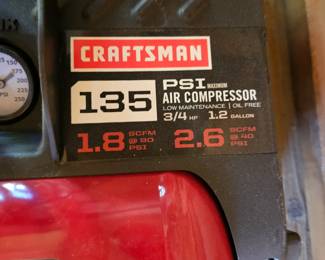 CRAFTSMAN
135 PSI MAXIMUM
AIR COMPRESSOR
LOW MAINTENANCE | OIL FREE
3/4 HP 1.2 GALLON
1.8 SCFM @ 90 PSI
2.6 SCFM @ 40 PSI